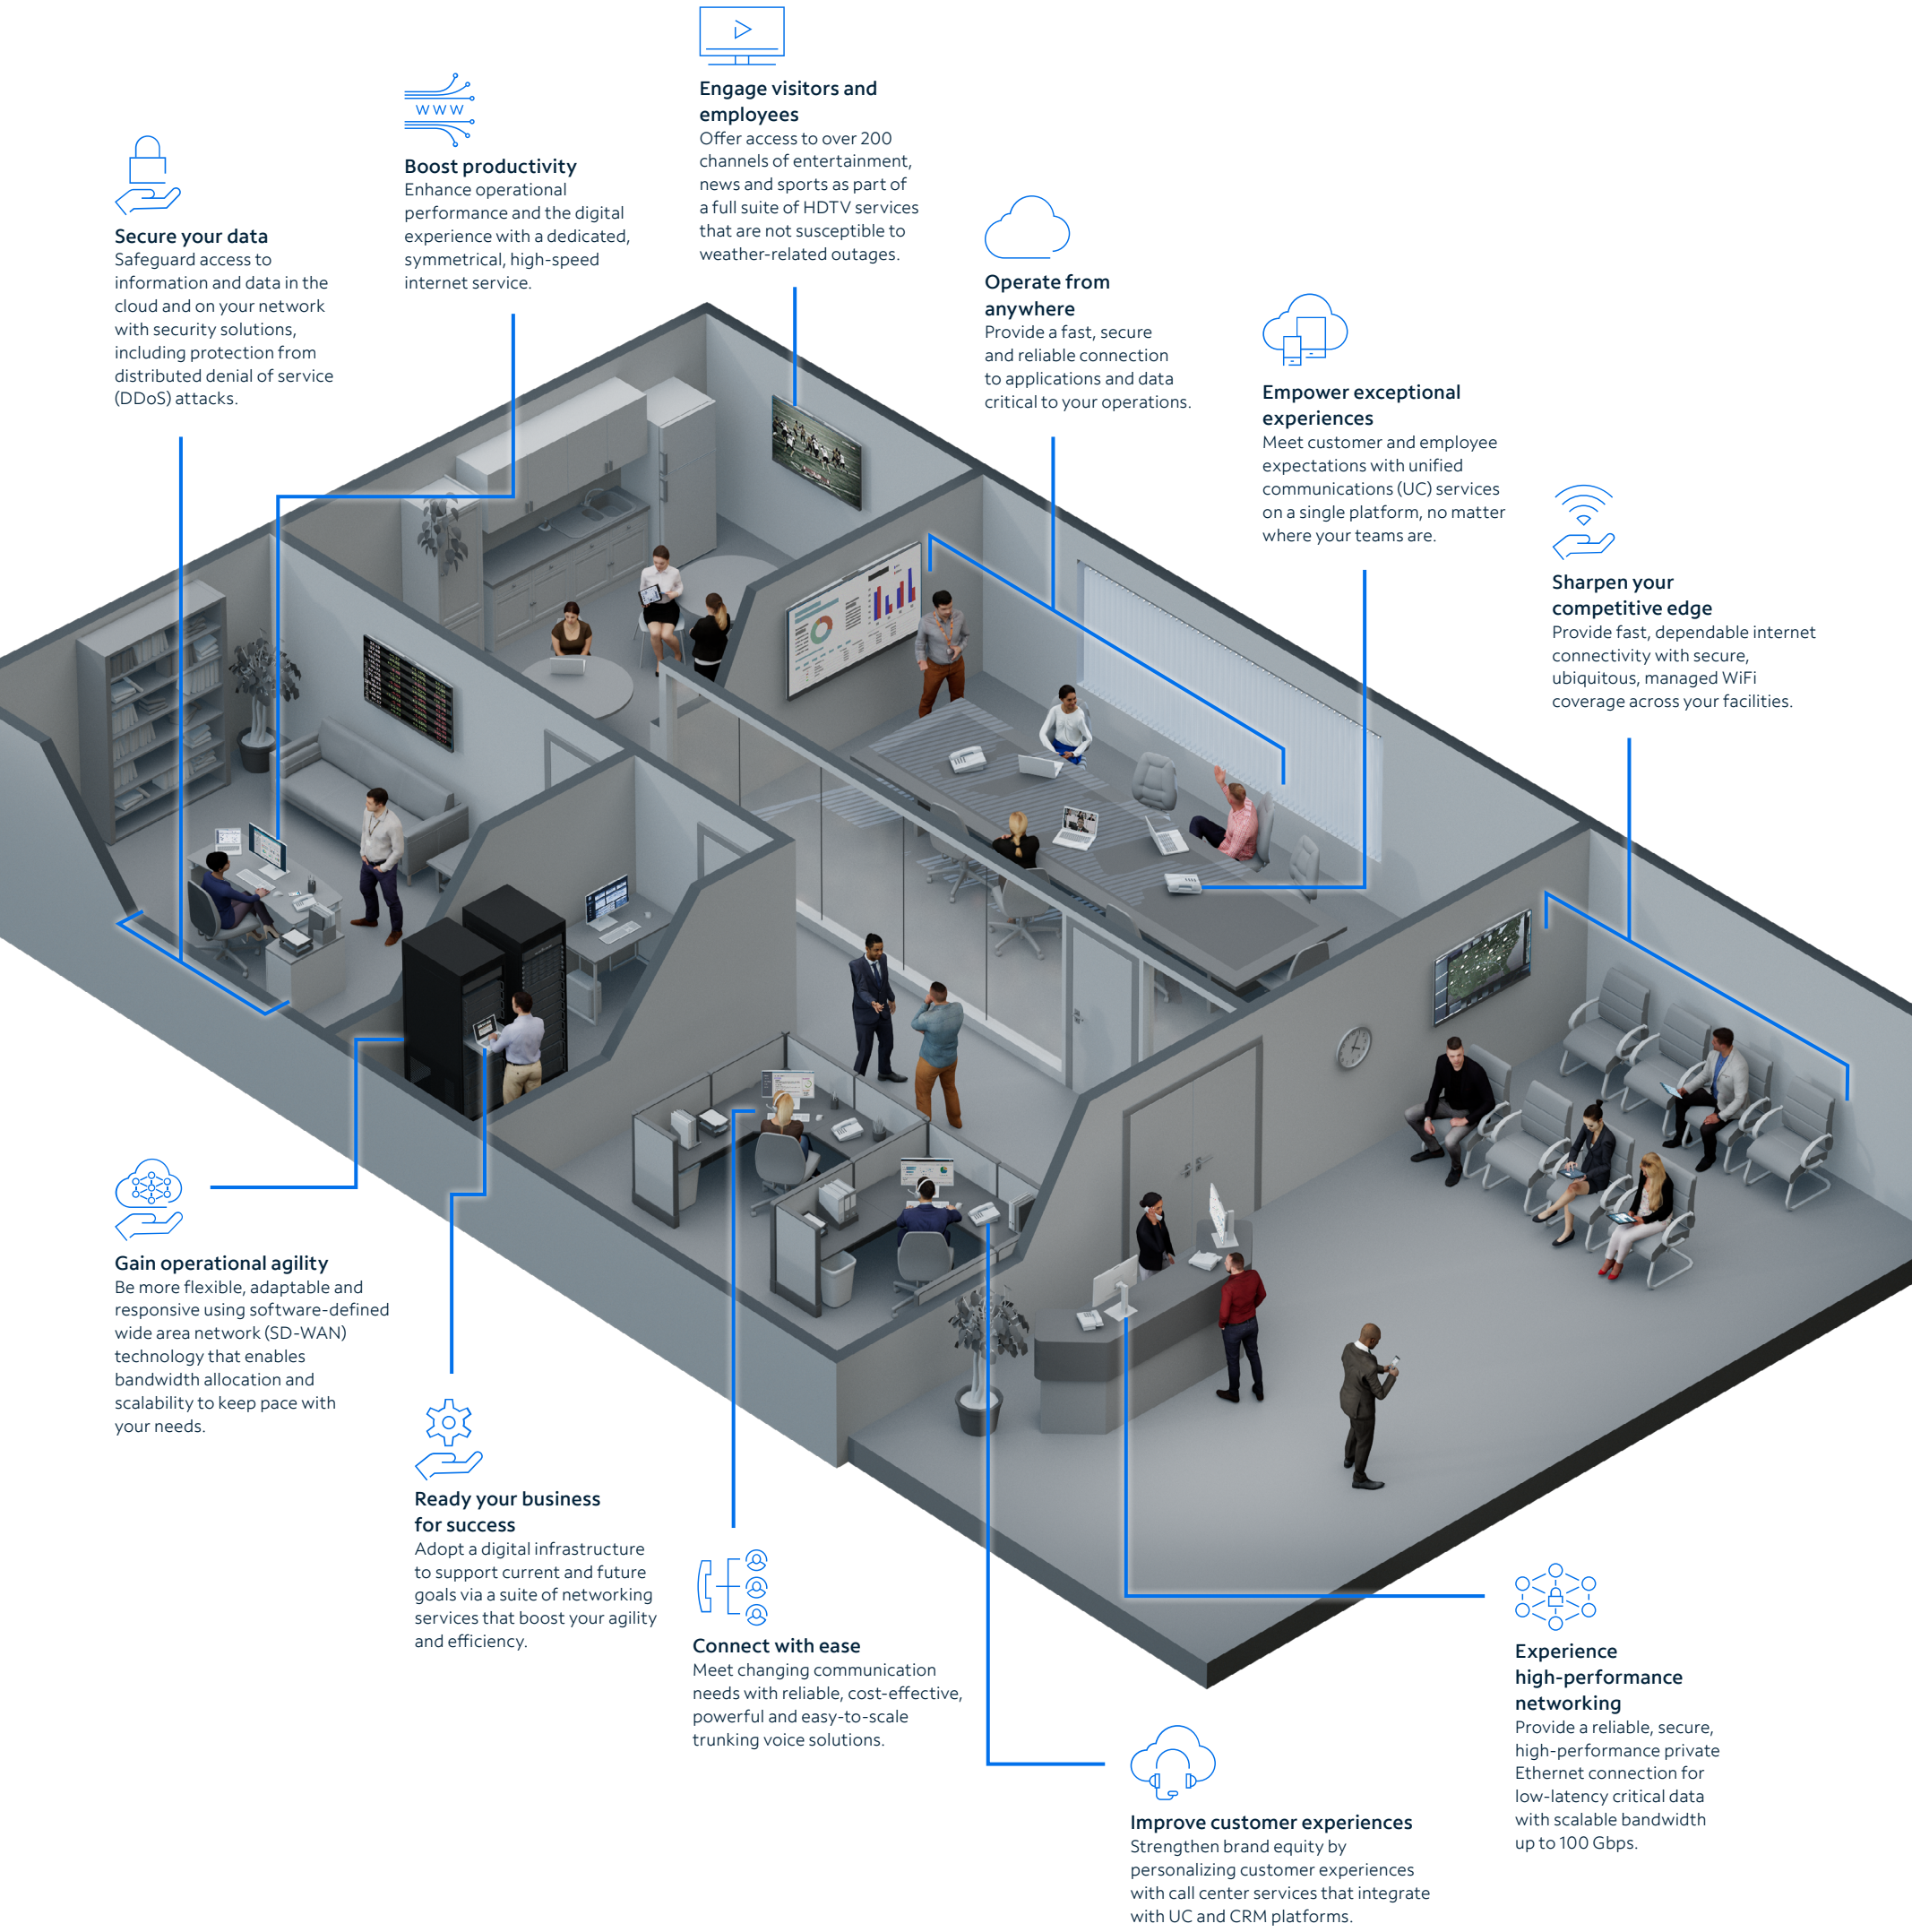 Engage visitors and
employees
Offer access to over 200
channels of entertainment,
news and sports as part of
a full suite of HDTV services
that are not susceptible to
weather-related outages.
WWW
Boost productivity
Enhance operational
performance and the digital
experience with a dedicated,
symmetrical, high-speed
internet service.
Secure your data
Safeguard access to
information and data in the
cloud and on your network
with security solutions,
including protection from
distributed denial of service
(DDoS) attacks.
Operate from
anywhere
Provide a fast, secure
and reliable connection
to applications and data
critical to your operations.
Empower exceptional
experiences
Meet customer and employee
expectations with unified
communications (UC) services
on a single platform, no matter
where your teams are.
Sharpen your
competitive edge
Provide fast, dependable internet
connectivity with secure,
ubiquitous, managed WiFi
coverage across your facilities.
Gain operational agility
Be more flexible, adaptable and
responsive using software-defined
wide area network (SD-WAN)
technology that enables
bandwidth allocation and
scalability to keep pace with
your needs.
Ready your business
for success
Adopt a digital infrastructure
to support current and future
goals via a suite of networking
services that boost your agility
and efficiency.
Connect with ease
Meet changing communication
needs with reliable, cost-effective,
powerful and easy-to-scale
trunking voice solutions.
Improve customer experiences
Strengthen brand equity by
personalizing customer experiences
with call center services that integrate
with UC and CRM platforms.
Experience
high-performance
networking
Provide a reliable, secure,
high-performance private
Ethernet connection for
low-latency critical data
with scalable bandwidth
up to 100 Gbps.